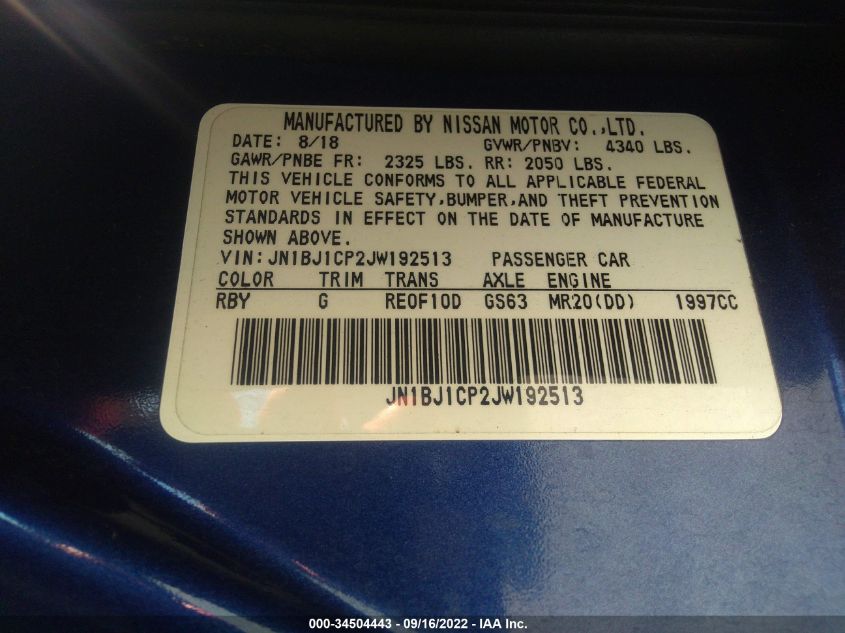 MANUFACTURED BY NISSAN MOTOR CO.,LTD.
DATE: 8/18 GVWR/PNBV: 4340 LBS.
GAWR/PNBE FR: 2325 LBS. RR: 2050 LBS.
THIS VEHICLE CONFORMS TO ALL APPLICABLE FEDERAL
MOTOR VEHICLE SAFETY,BUMPER,AND THEFT PREVENTION
STANDARDS IN EFFECT ON THE DATE OF MANUFACTURE
SHOWN ABOVE.
VIN:JN1BJ1CP2JW192513 PASSENGER CAR
COLOR TRIM TRANS AXLE ENGINE
RBY G RE0F10D GS63 MR20(DD) 1997CC
JN1BJ1CP2JW192513
000-34504443 - 09/16/2022 - IAA Inc.